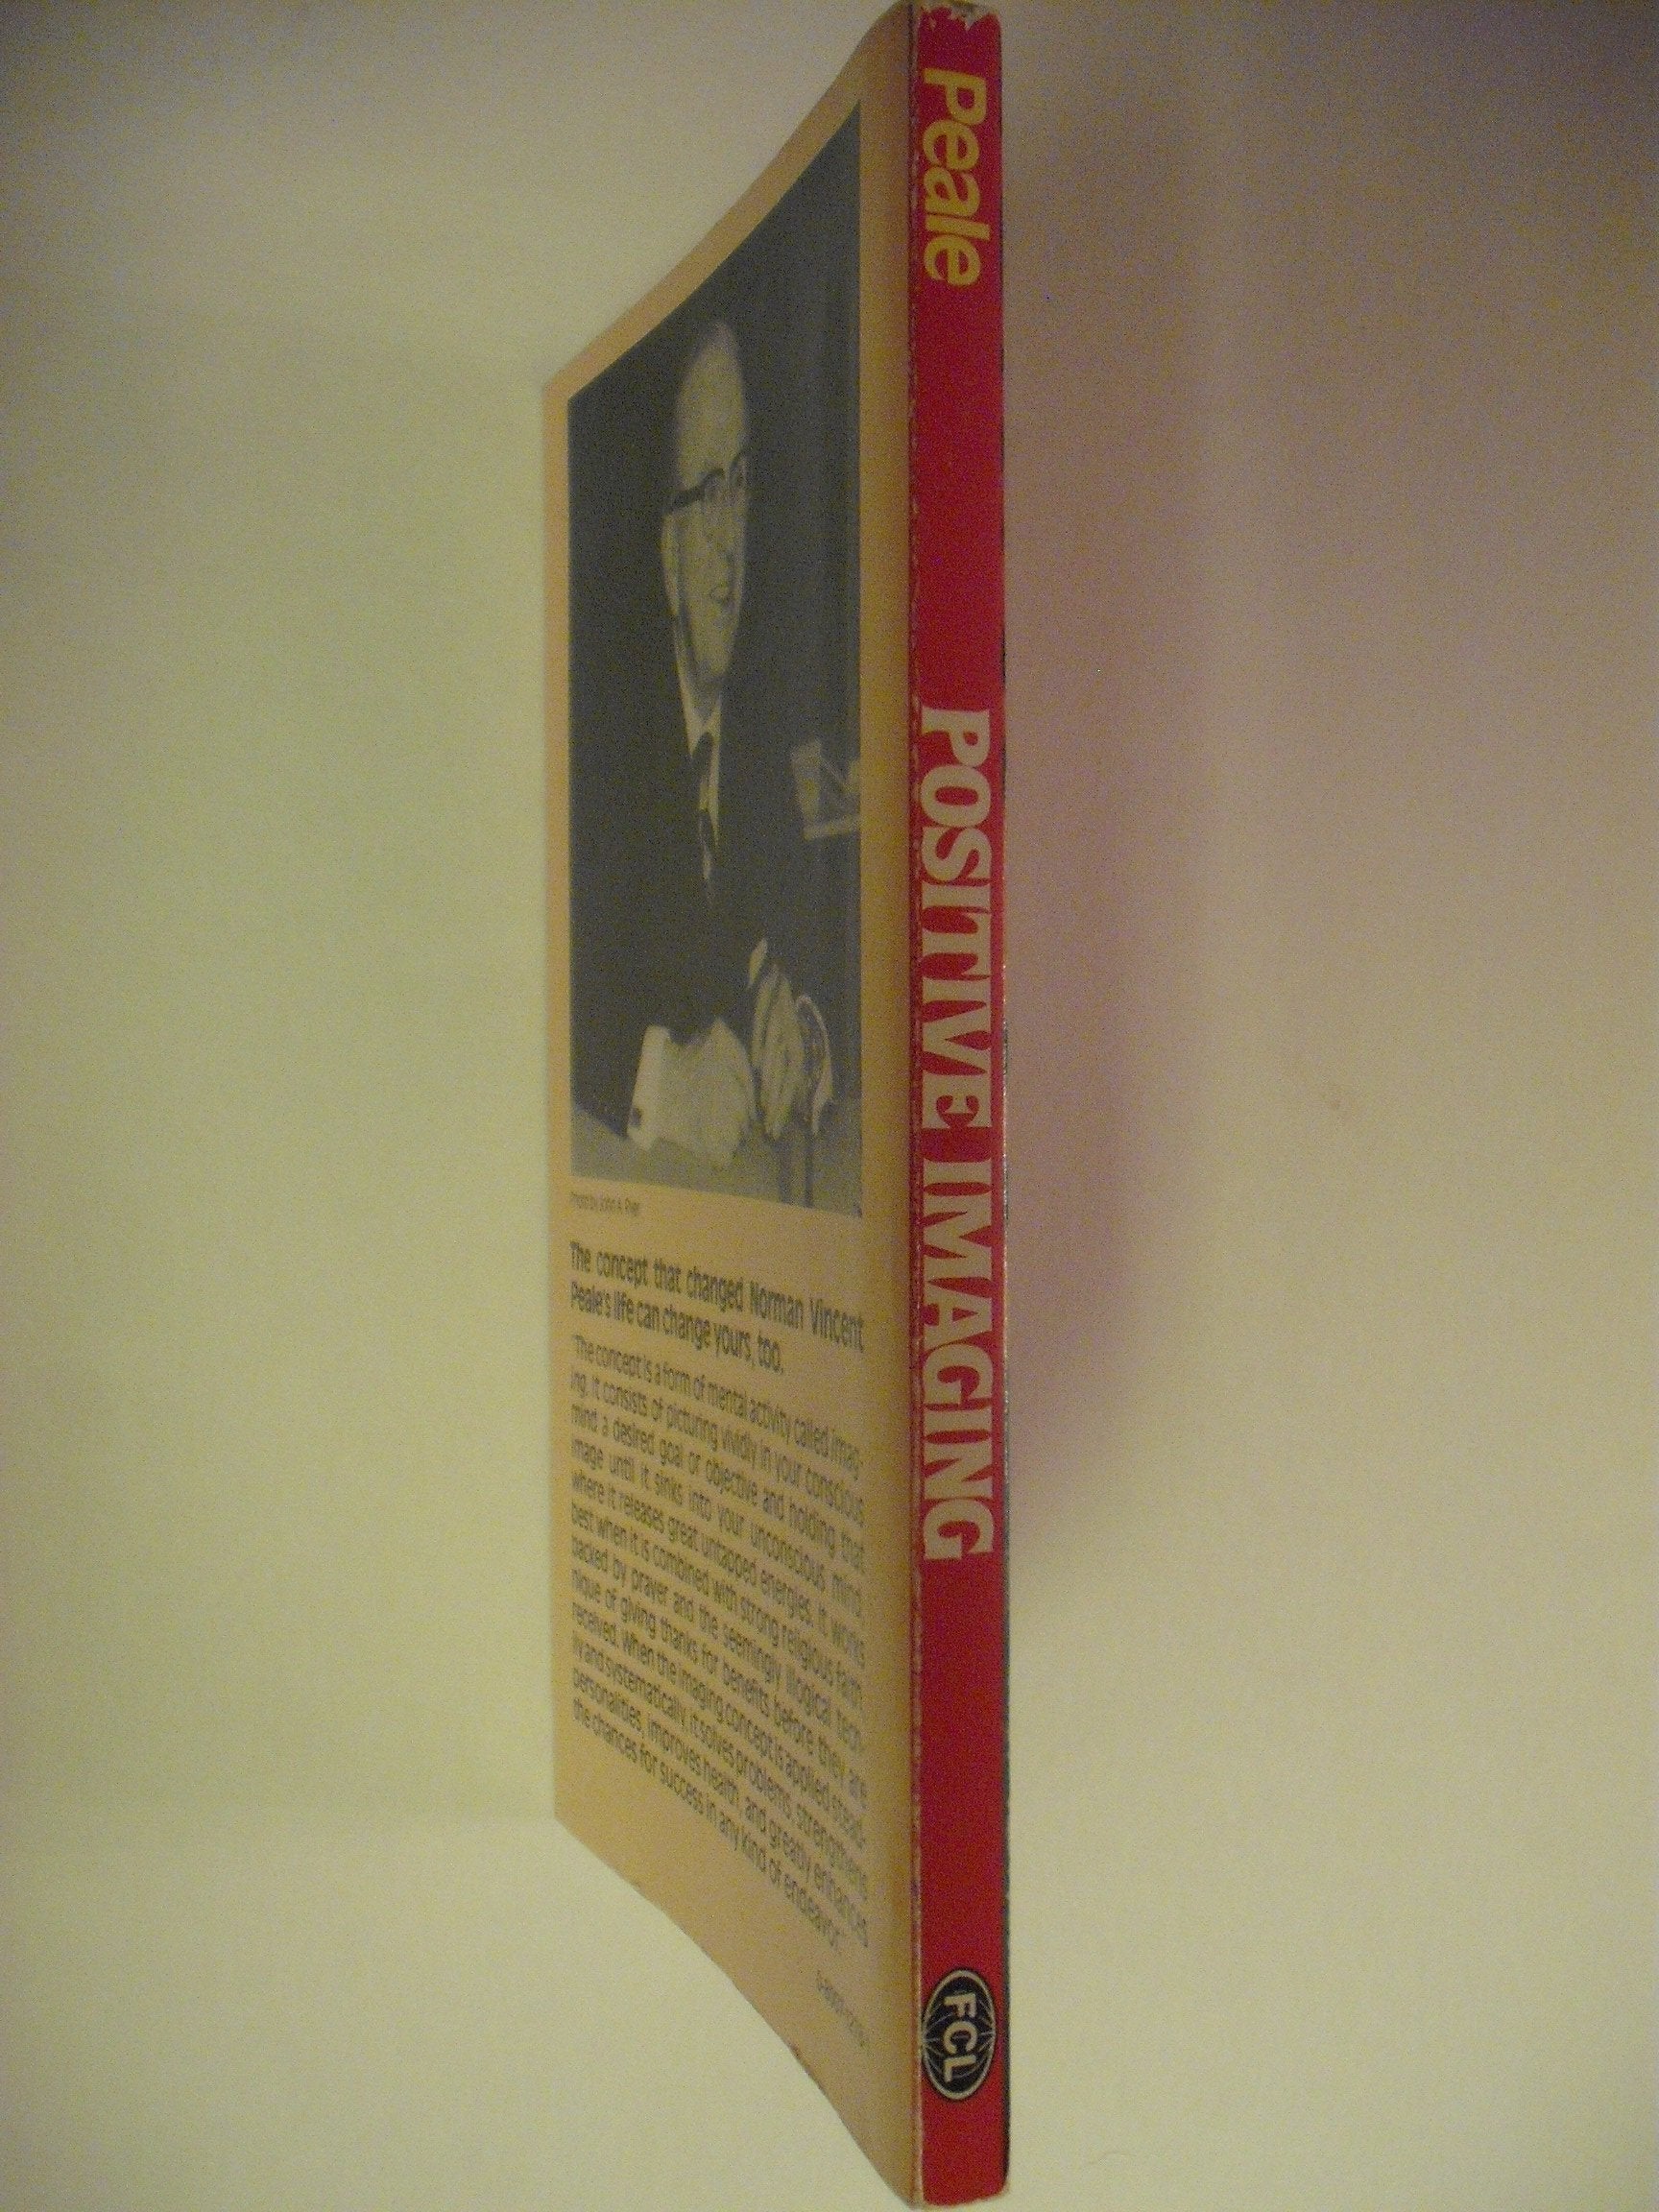 Peale
POSITIVE IMAGING
FCL
Photo by John A.
The concept that changed Norman Vincent
Peale's life can change yours, too.
"The concept is a form of mental activity called imag-
ing. It consists of picturing vividly in your conscious
mind a desired goal or objective and holding that
image until it sinks into your unconscious mind,
where it releases great untapped energies. It works
best when it is combined with strong religious faith,
backed by prayer and the seemingly illogical tech-
nique of giving thanks for benefits before they are
received. When the imaging concept is applied stead-
ily and systematically, it solves problems, strengthens
personalities, improves health, and greatly enhances
the chances for success in any kind of endeavor."